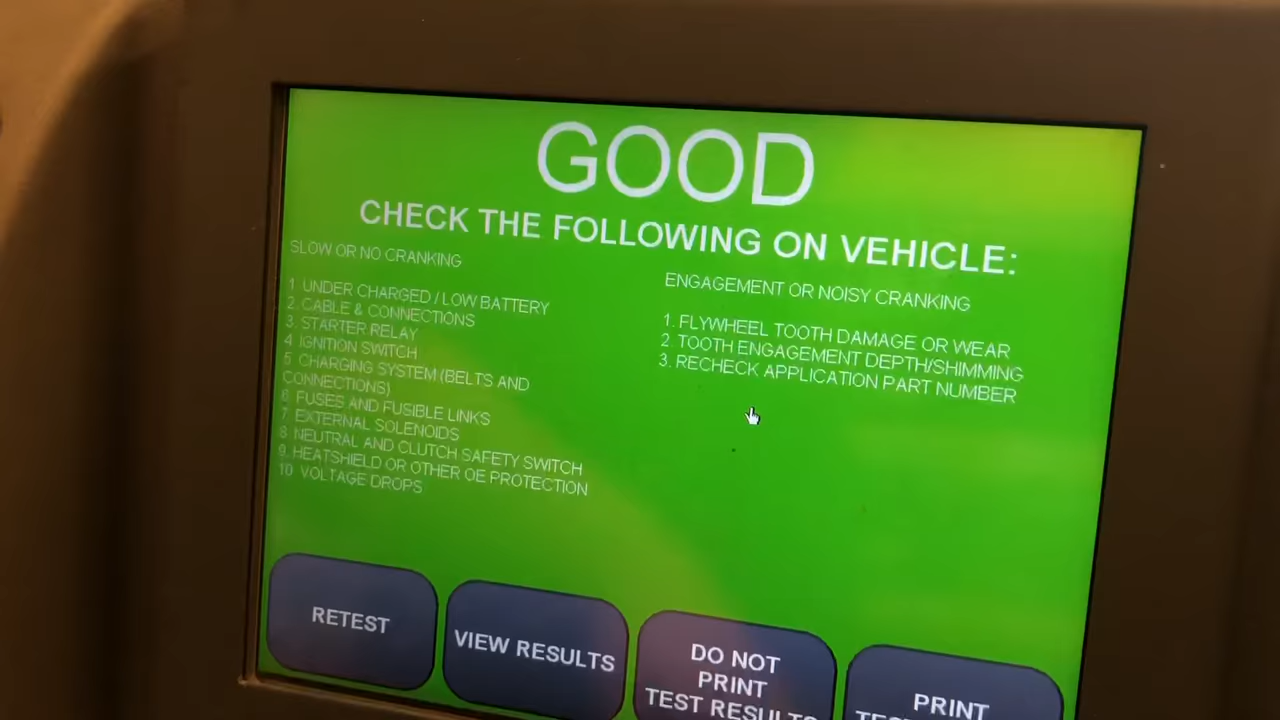 GOOD
CHECK THE FOLLOWING ON VEHICLE:
SLOW OR NO CRANKING
1. UNDER CHARGED / LOW BATTERY
2. CABLE & CONNECTIONS
3. STARTER RELAY
4. IGNITION SWITCH
5. CHARGING SYSTEM (BELTS AND
CONNECTIONS)
6. FUSES AND FUSIBLE LINKS
7. EXTERNAL SOLENOIDS
8. NEUTRAL AND CLUTCH SAFETY SWITCH
9. HEATSHIELD OR OTHER OE PROTECTION
10. VOLTAGE DROPS
ENGAGEMENT OR NOISY CRANKING
1. FLYWHEEL TOOTH DAMAGE OR WEAR
2. TOOTH ENGAGEMENT DEPTH/SHIMMING
3. RECHECK APPLICATION PART NUMBER
RETEST
VIEW RESULTS
DO NOT
PRINT
TEST RESULTS
PRINT